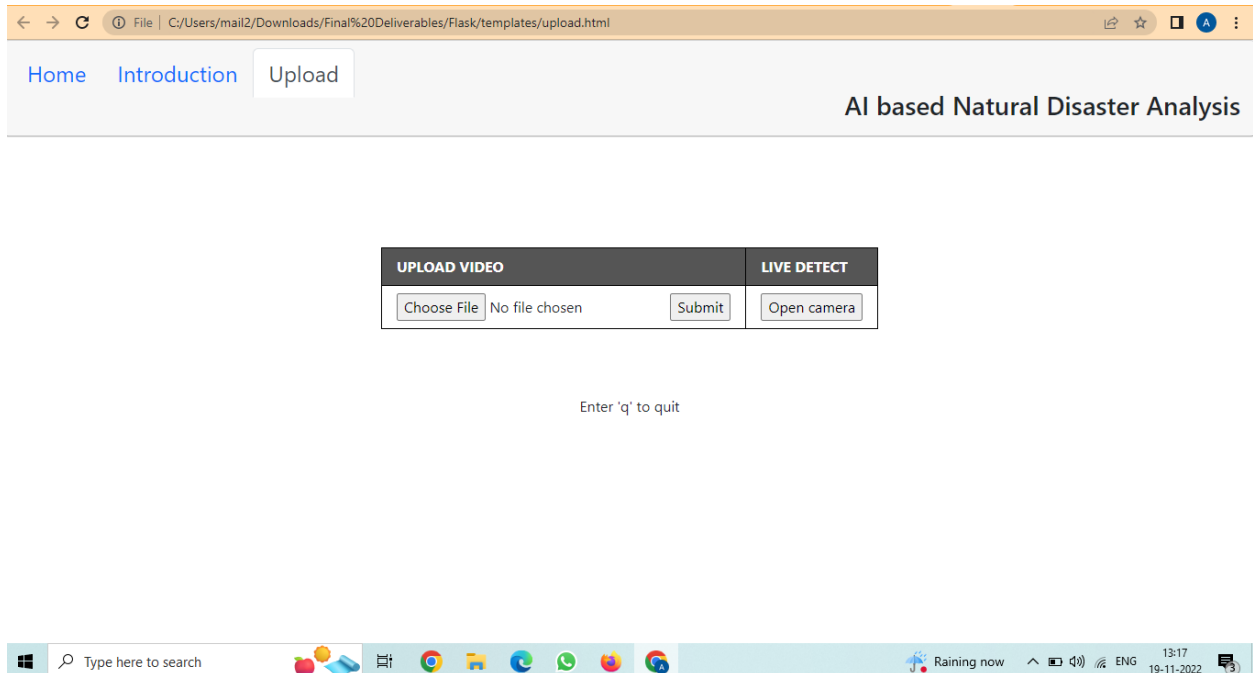 File | C:/Users/mail2/Downloads/Final%20Deliverables/Flask/templates/upload.html
A
Home Introduction Upload
AI based Natural Disaster Analysis
UPLOAD VIDEO LIVE DETECT
Choose File No file chosen Submit Open camera
Enter 'q' to quit
Type here to search
A
Raining now
ENG
13:17
19-11-2022
3